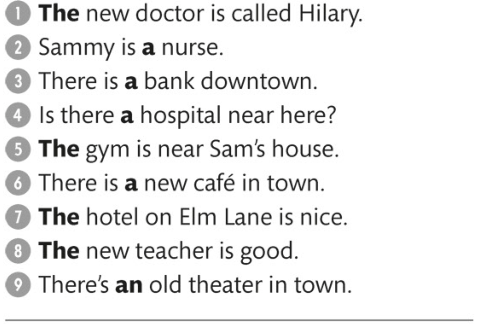 1 The new doctor is called Hilary.
2 Sammy is a nurse.
3 There is a bank downtown.
4 Is there a hospital near here?
5 The gym is near Sam's house.
6 There is a new café in town.
7 The hotel on Elm Lane is nice.
8 The new teacher is good.
9 There's an old theater in town.